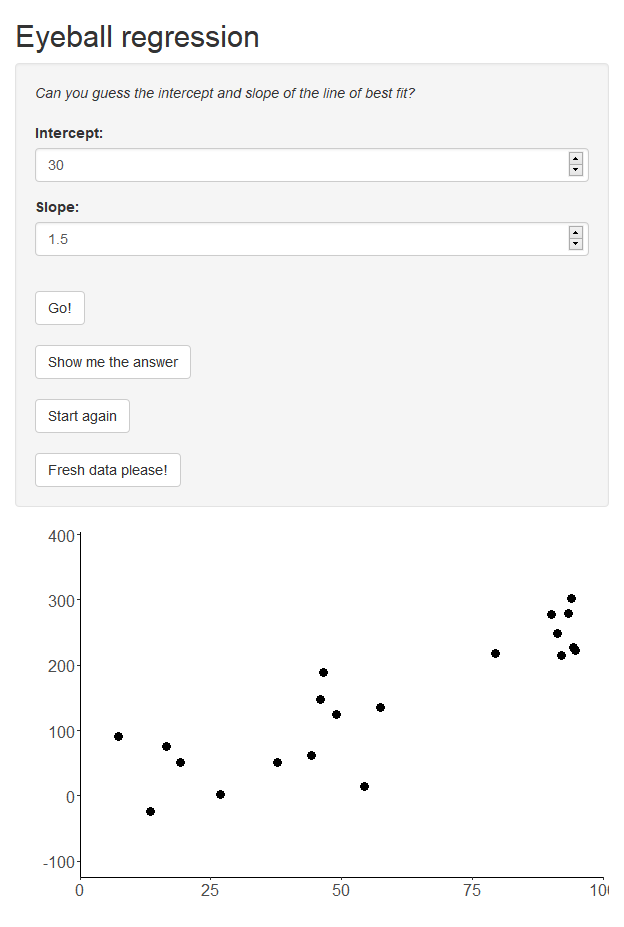 Eyeball regression
Can you guess the intercept and slope of the line of best fit?
Intercept:
30
Slope:
1.5
Go!
Show me the answer
Start again
Fresh data please!
400
300
200
100
0
-100
0 25 50 75 100